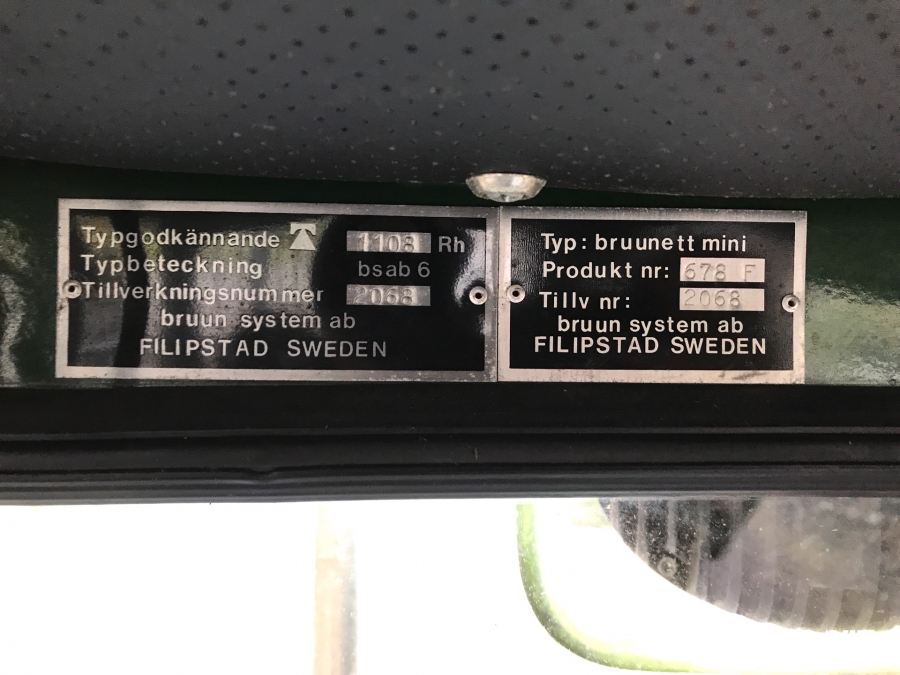 Typgodkännande 1108 Rh
Typbeteckning bsab 6
Tillverkningsnummer 2068
bruun system ab
FILIPSTAD SWEDEN
Typ: bruunett mini
Produkt nr: 678 F
Tillv nr: 2068
bruun system ab
FILIPSTAD SWEDEN